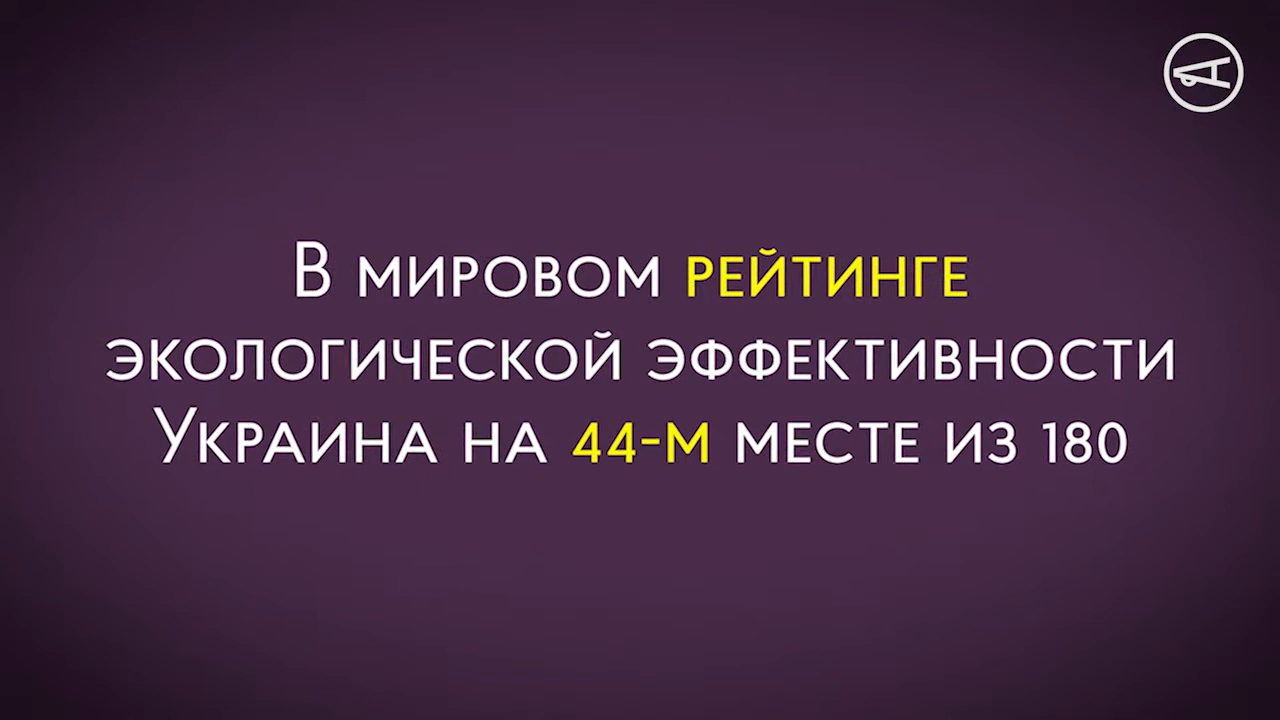 В мировом рейтинге
экологической эффективности
Украина на 44-м месте из 180